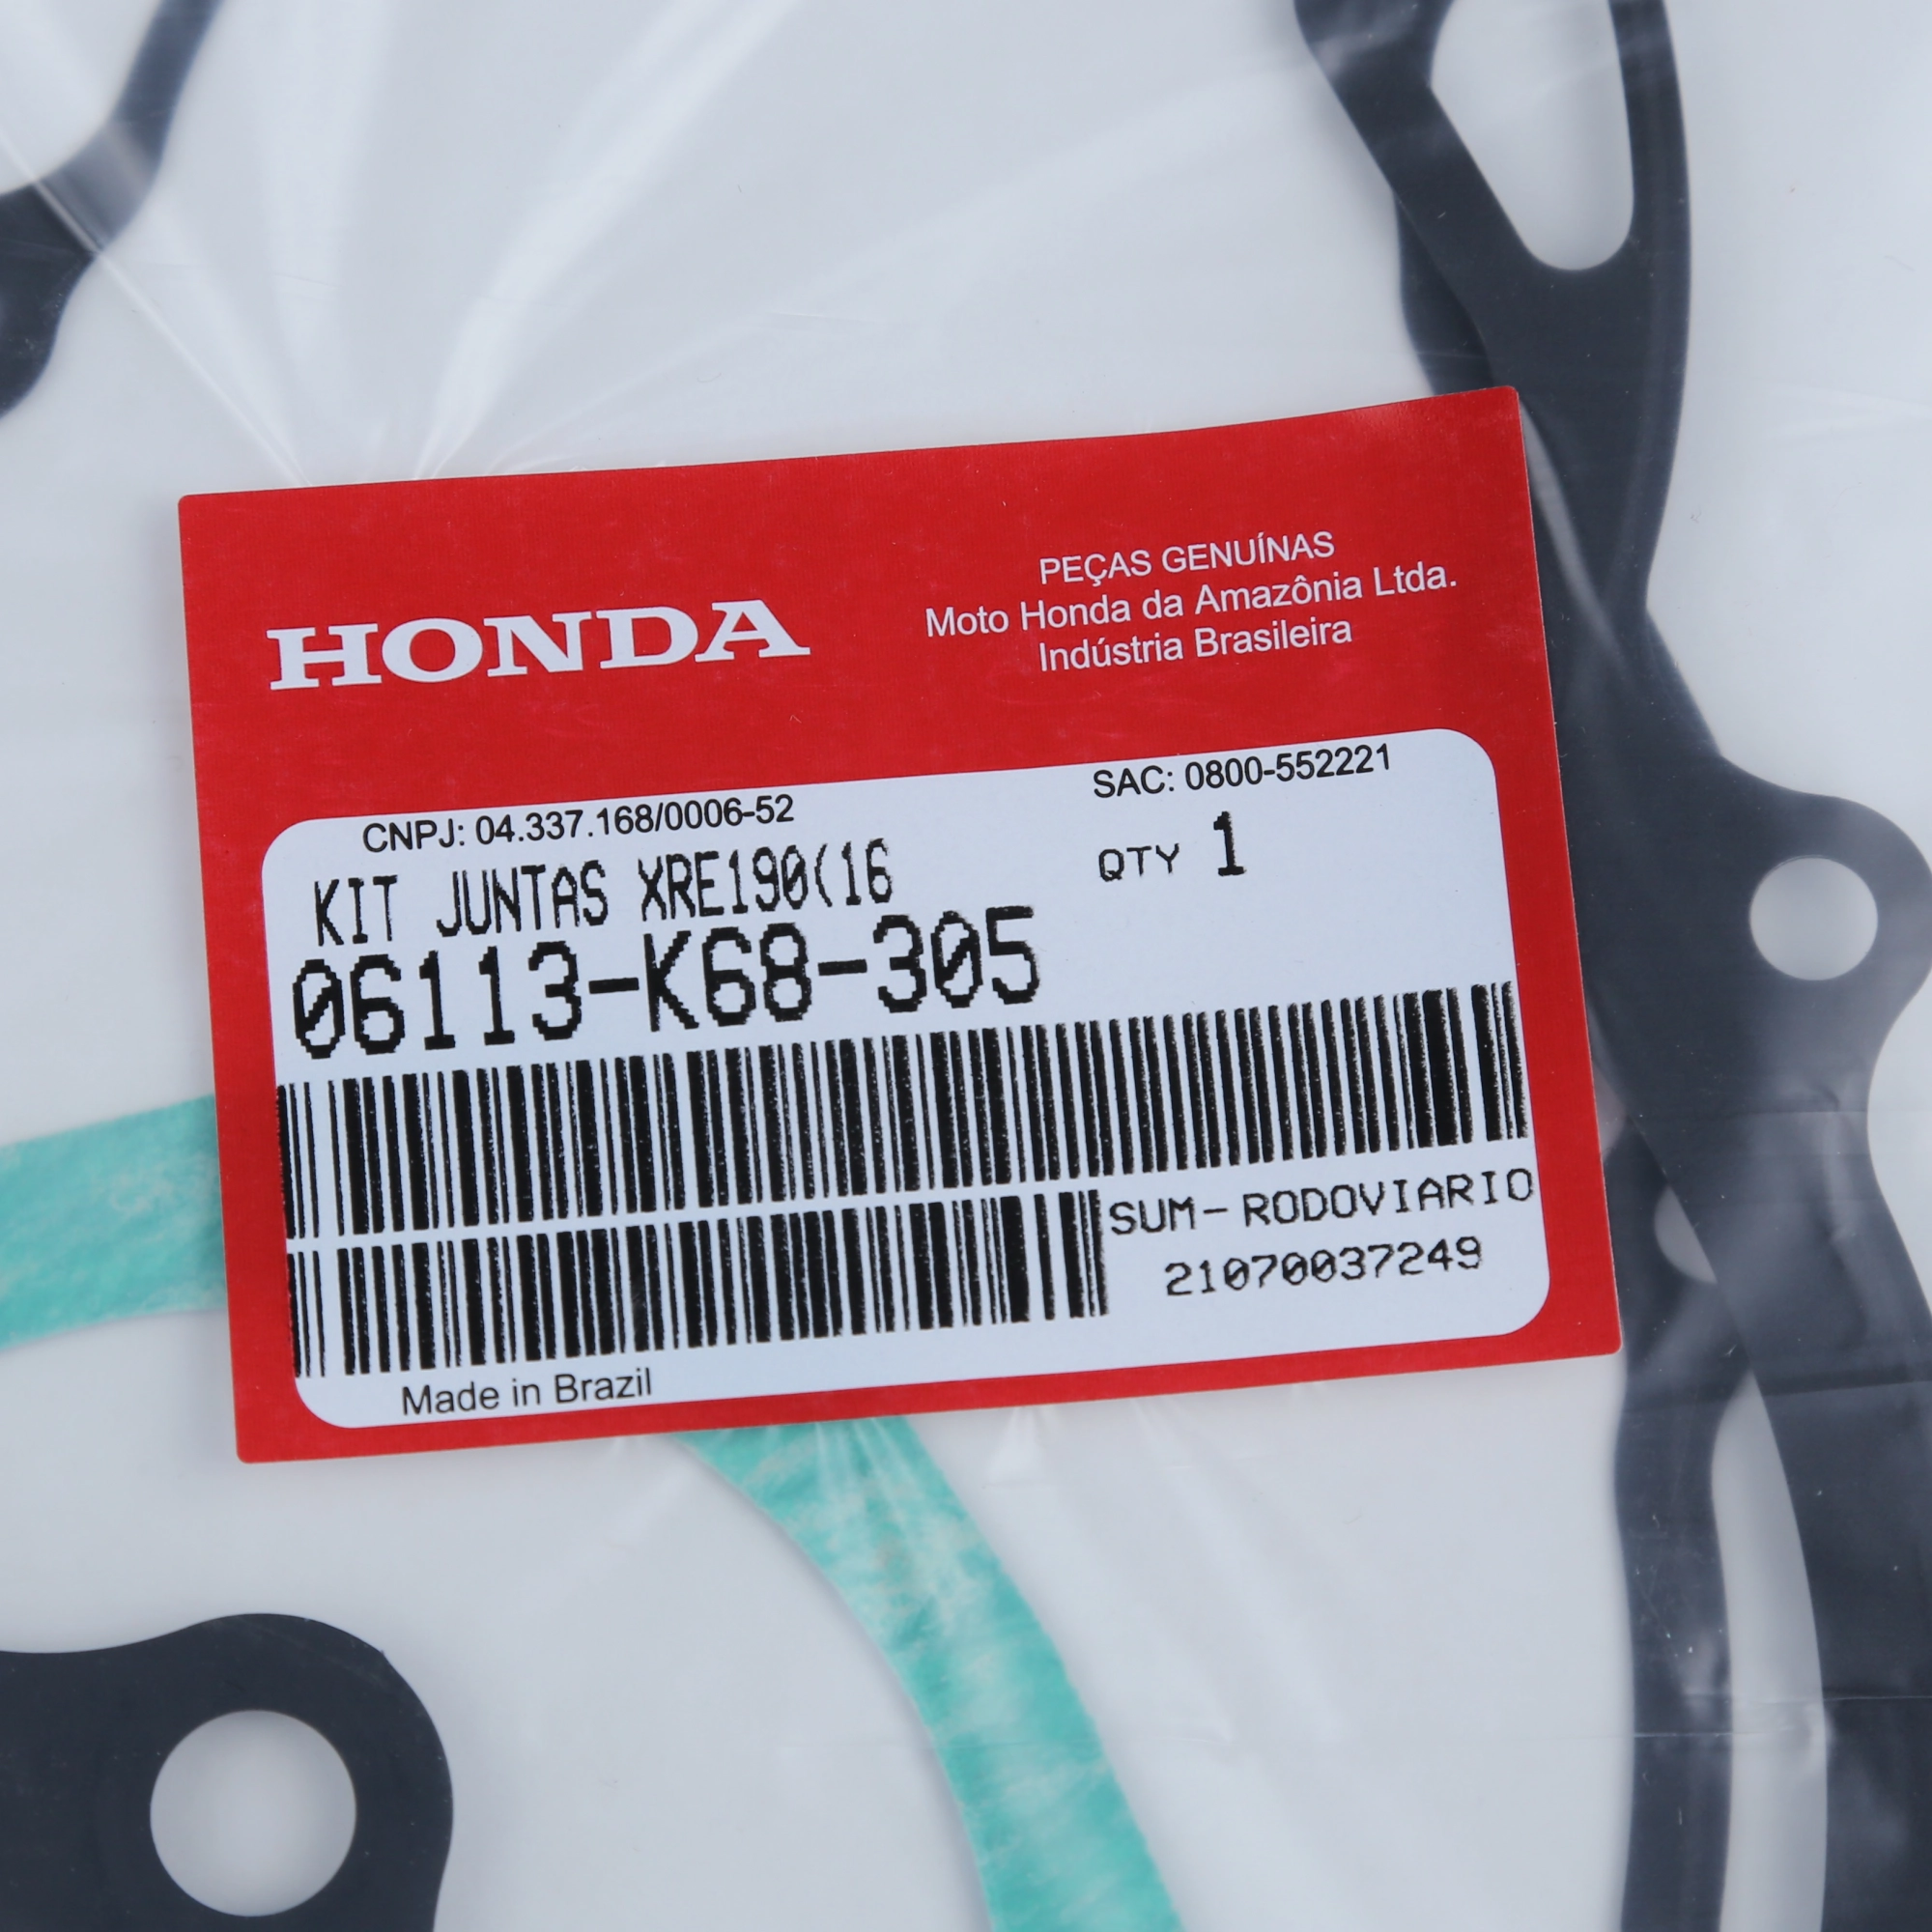 HONDA
PEÇAS GENUÍNAS
Moto Honda da Amazônia Ltda.
Indústria Brasileira
CNPJ: 04.337.168/0006-52
SAC: 0800-552221
KIT JUNTAS XRE190(16
QTY 1
06113-K68-305
SUM-RODOVIARIO
21070037249
Made in Brazil